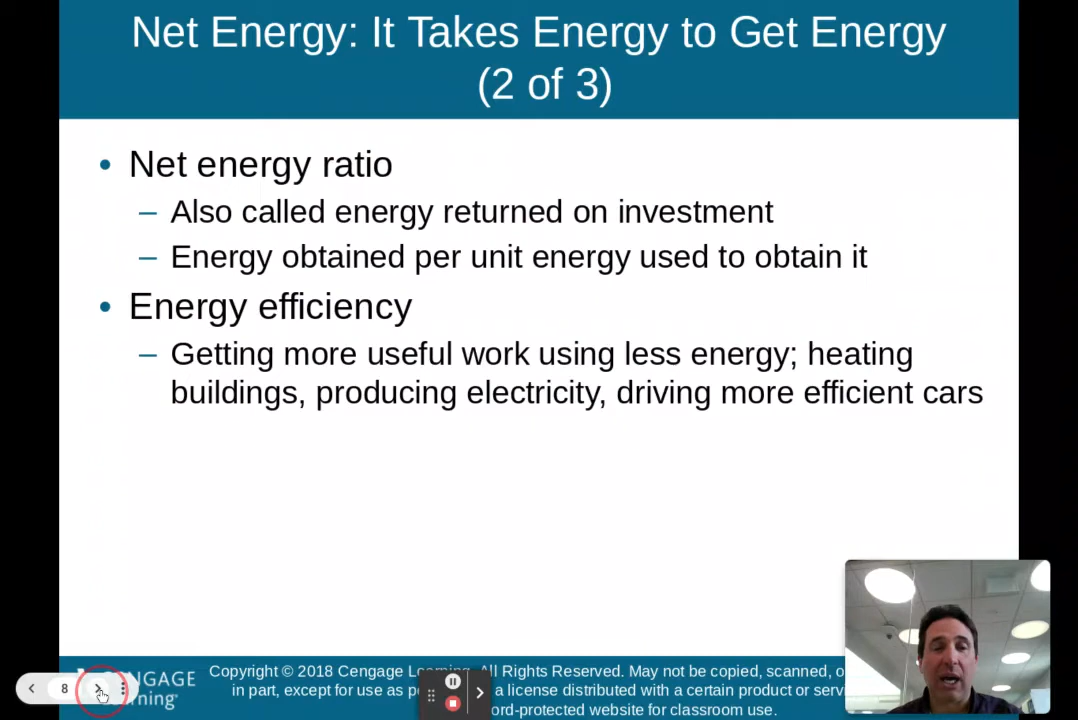 Net Energy: It Takes Energy to Get Energy
(2 of 3)
• Net energy ratio
– Also called energy returned on investment
– Energy obtained per unit energy used to obtain it
• Energy efficiency
– Getting more useful work using less energy; heating
buildings, producing electricity, driving more efficient cars
8
Copyright © 2018 Cengage Learning. All Rights Reserved. May not be copied, scanned, o
in part, except for use as a license distributed with a certain product or serv
ord-protected website for classroom use.